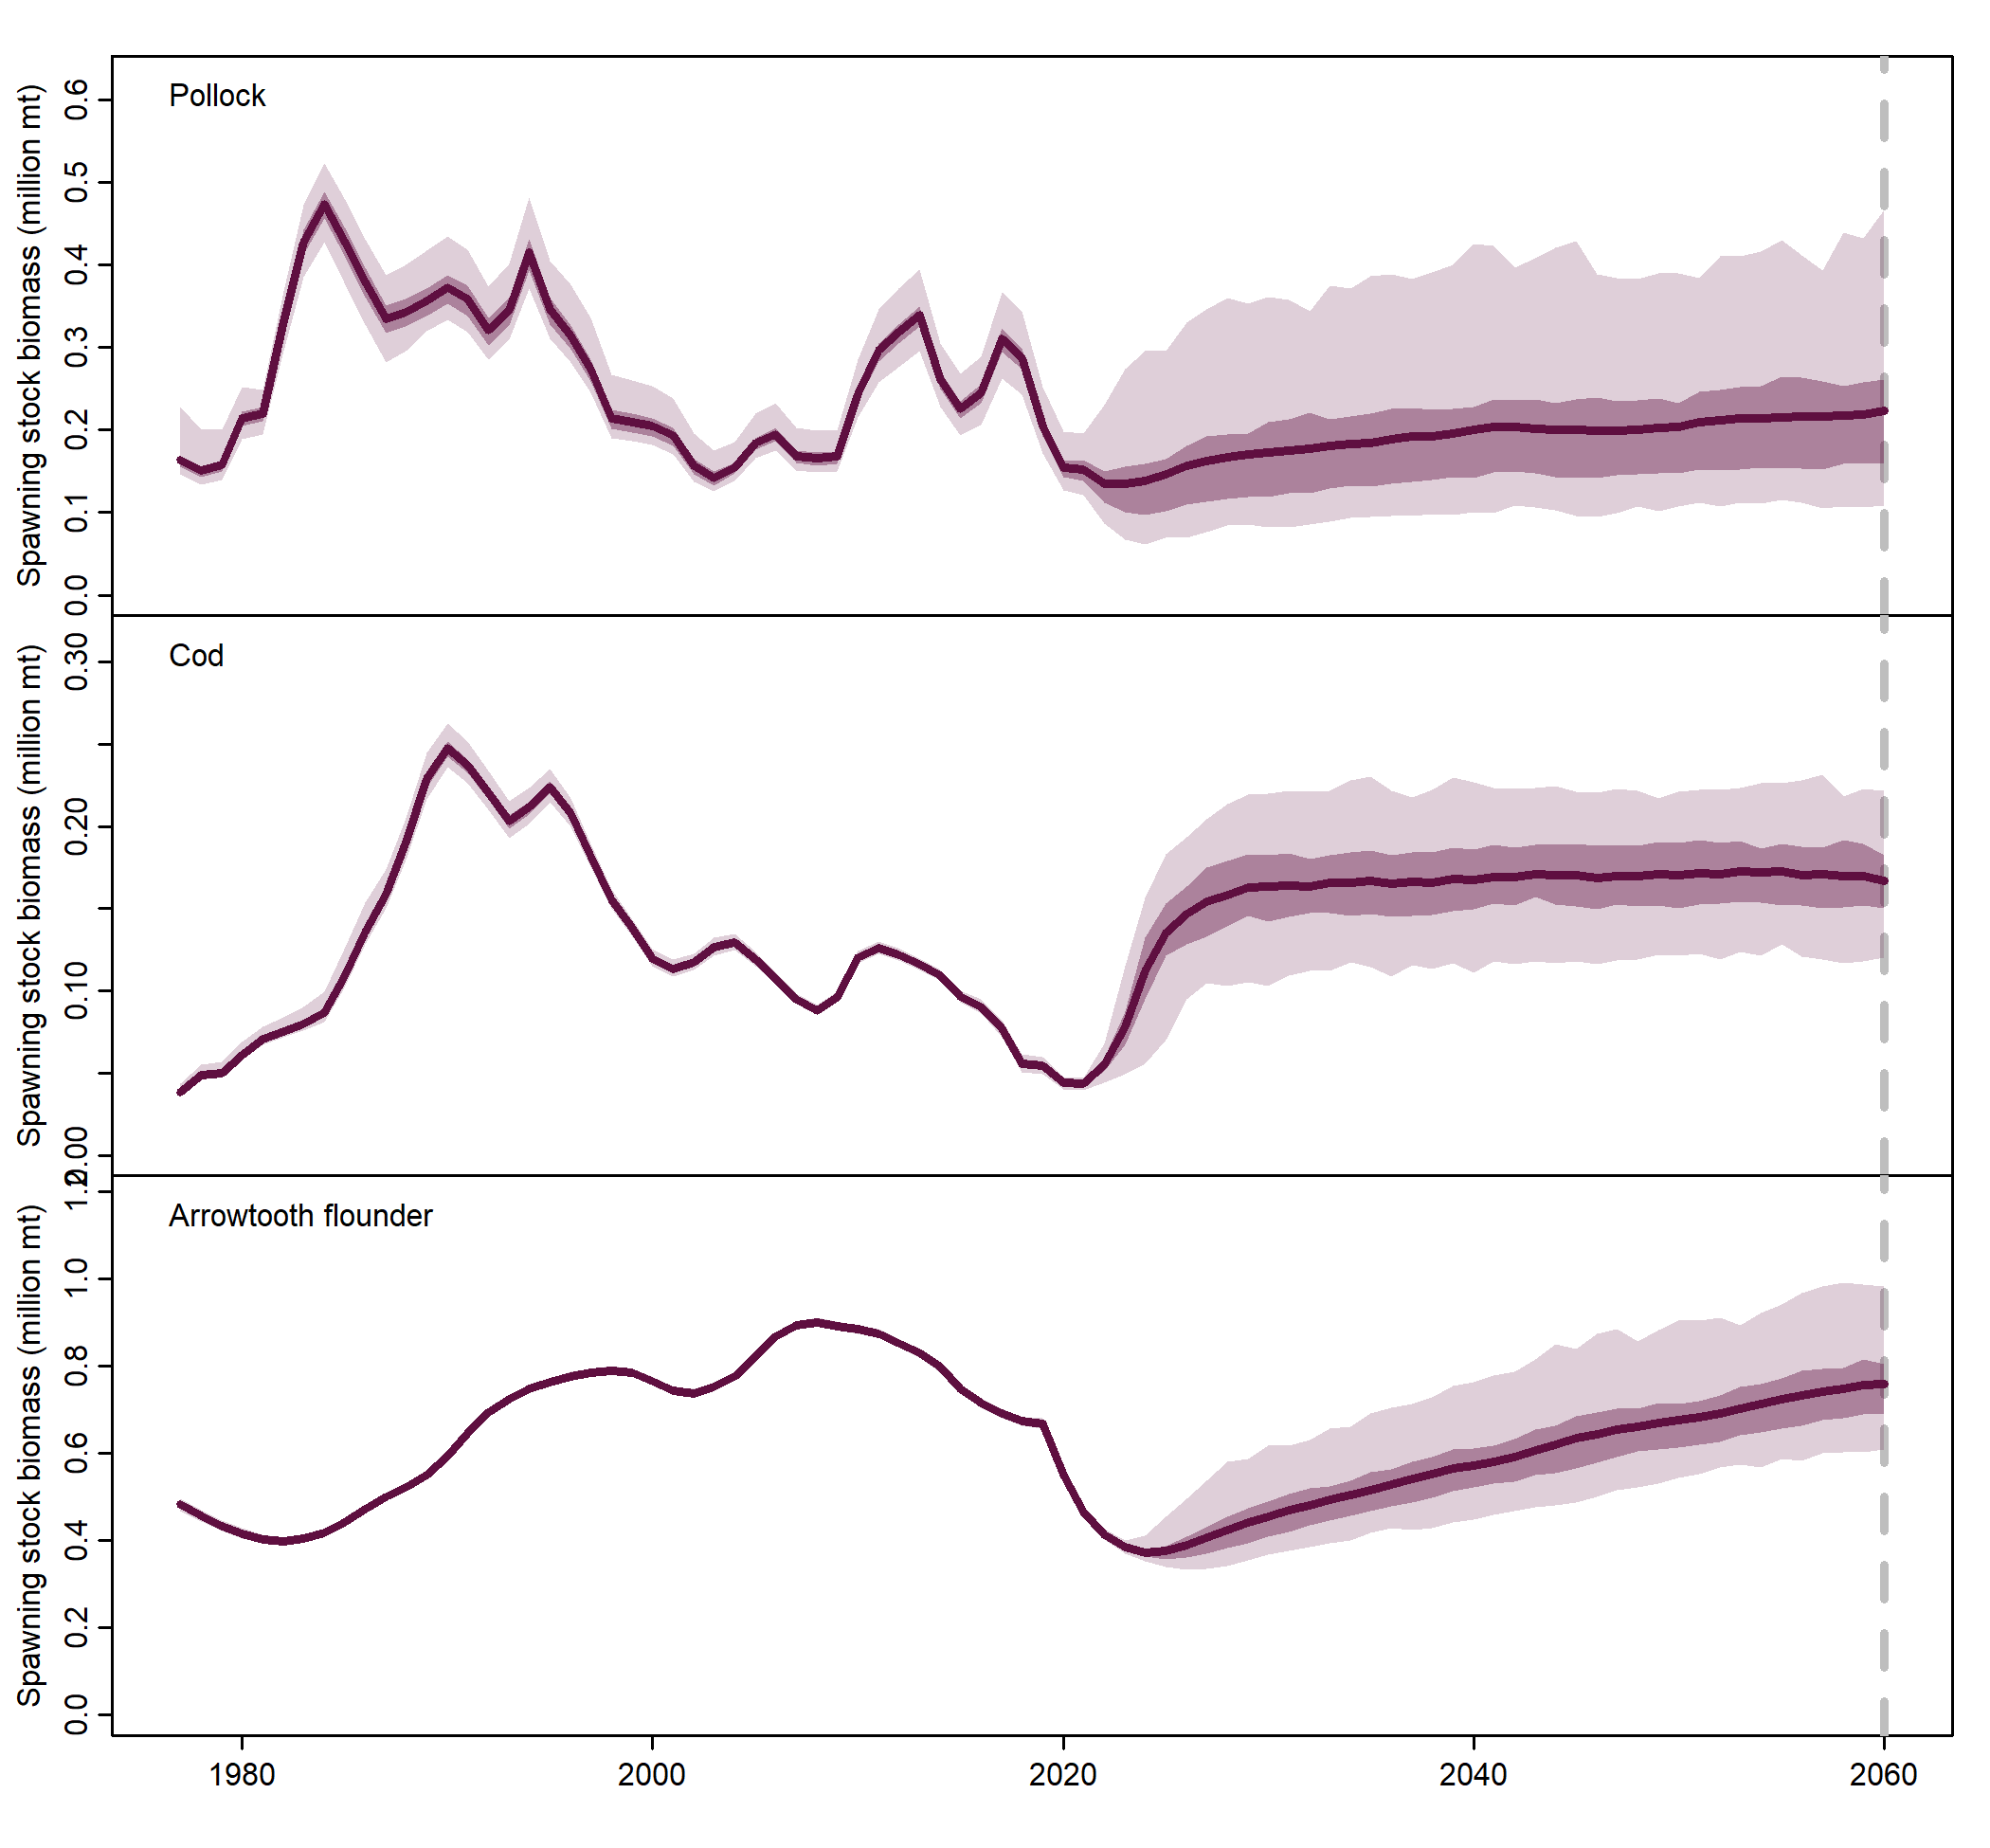 Pollock
Spawning stock biomass (million mt)
0.6
0.5
0.4
0.3
0.2
0.1
0.0
Cod
Spawning stock biomass (million mt)
0.30
0.20
0.10
0.00
Arrowtooth flounder
Spawning stock biomass (million mt)
1.2
1.0
0.8
0.6
0.4
0.2
0.0
1980 2000 2020 2040 2060